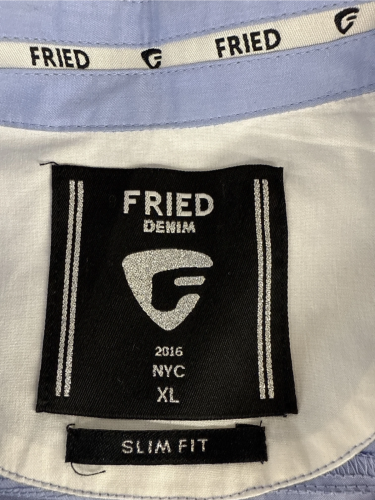 FRIED FRIED
FRIED
DENIM
2016
NYC
XL
SLIM FIT